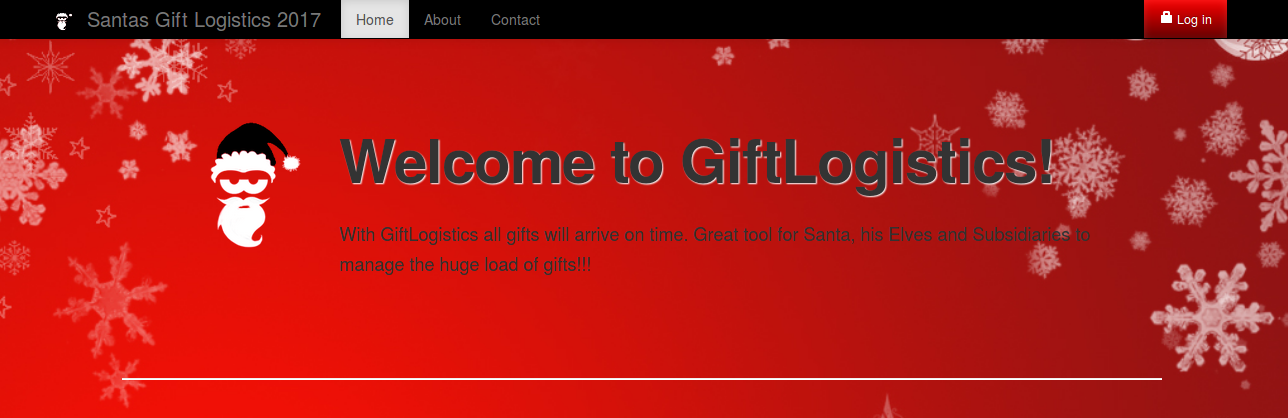 Santas Gift Logistics 2017 Home About Contact Log in
Welcome to GiftLogistics!
With GiftLogistics all gifts will arrive on time. Great tool for Santa, his Elves and Subsidiaries to
manage the huge load of gifts!!!